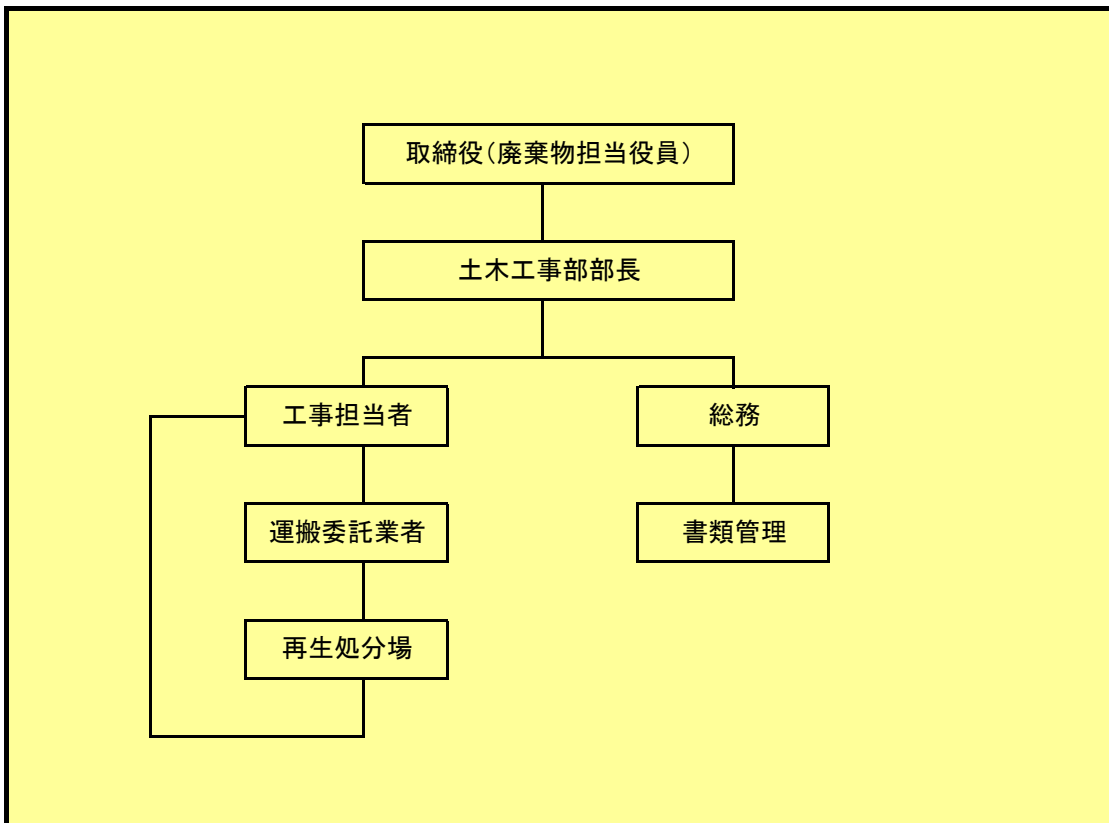 取締役(廃棄物担当役員)
土木工事部部長
工事担当者
総務
運搬委託業者
書類管理
再生処分場